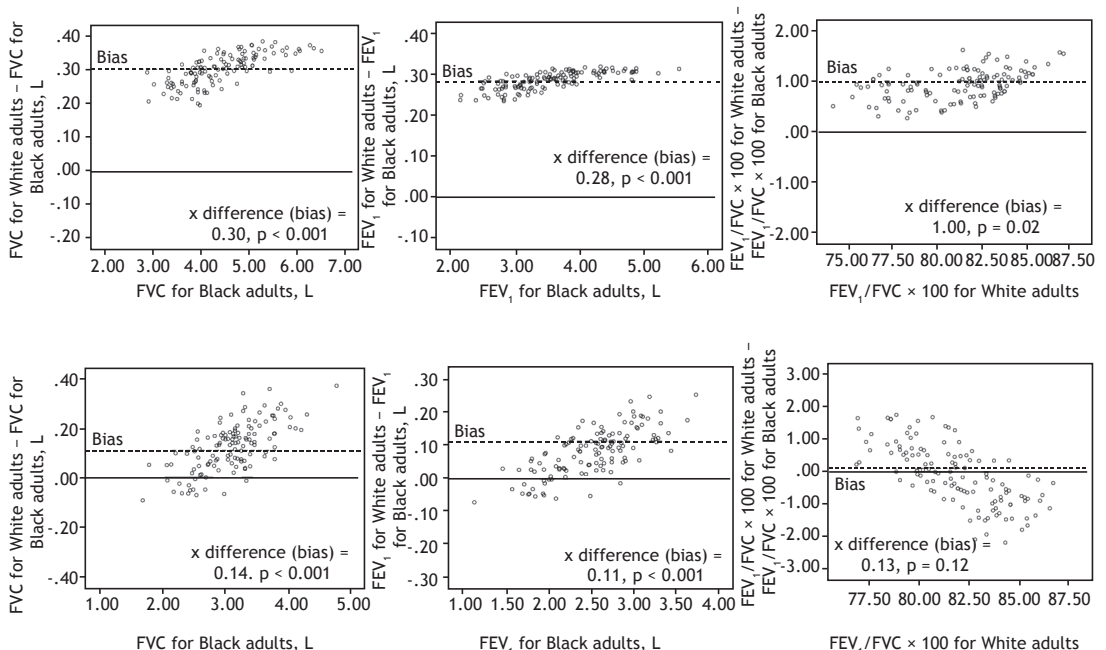 FVC for White adults – FVC for
Black adults, L
.40
.30
.20
.10
.00
-.10
-.20
Bias
x difference (bias) =
0.30, p < 0.001
2.00 3.00 4.00 5.00 6.00 7.00
FVC for Black adults, L
FEV1 for White adults – FEV1
for Black adults, L
.40
.30
.20
.10
.00
-.10
Bias
x difference (bias) =
0.28, p < 0.001
2.00 3.00 4.00 5.00 6.00
FEV1 for Black adults, L
FEV1/FVC × 100 for White adults –
FEV1/FVC × 100 for Black adults
2.00
1.00
.00
-1.00
-2.00
Bias
x difference (bias) =
1.00, p = 0.02
75.00 77.50 80.00 82.50 85.00 87.50
FEV1/FVC × 100 for White adults
FVC for White adults – FVC for
Black adults, L
.40
.20
.00
-.20
-.40
Bias
x difference (bias) =
0.14. p < 0.001
1.00 2.00 3.00 4.00 5.00
FVC for Black adults, L
FEV1 for White adults – FEV1
for Black adults, L
.30
.20
.10
.00
-.10
-.20
-.30
Bias
x difference (bias) =
0.11, p < 0.001
1.00 2.00 3.00 4.00
FEV1 for Black adults, L
FEV1/FVC × 100 for White adults –
FEV1/FVC × 100 for Black adults
3.00
2.00
1.00
.00
-1.00
-2.00
-3.00
Bias
x difference (bias) =
0.13, p = 0.12
77.50 80.00 82.50 85.00 87.50
FEV1/FVC × 100 for White adults